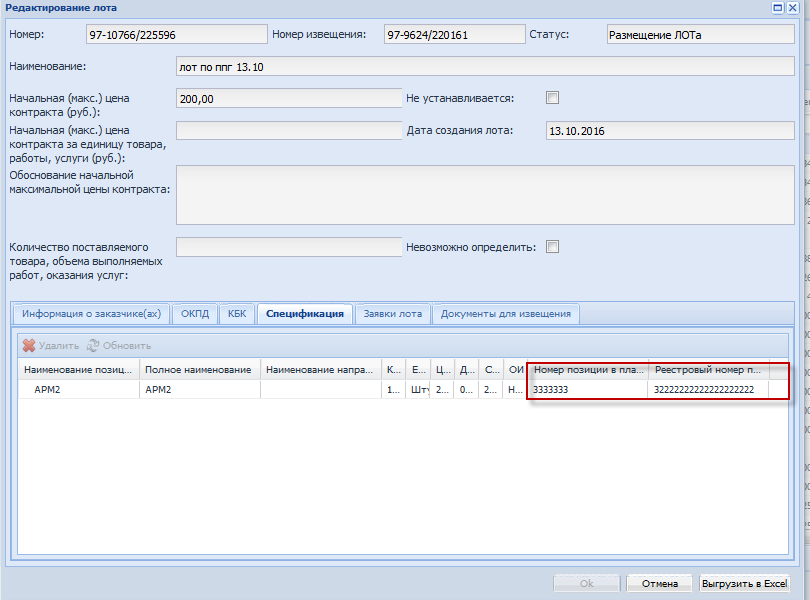 Редактирование лота
Номер: 97-10766/225596 Номер извещения: 97-9624/220161 Статус: Размещение ЛОТа
Наименование: лот по ппг 13.10
Начальная (макс.) цена контракта (руб.): 200,00 Не устанавливается:
Начальная (макс.) цена контракта за единицу товара, работы, услуги (руб.): Дата создания лота: 13.10.2016
Обоснование начальной максимальной цены контракта:
Количество поставляемого товара, объема выполняемых работ, оказания услуг: Невозможно определить:
Информация о заказчике(ах) ОКПД КБК Спецификация Заявки лота Документы для извещения
Удалить Обновить
Наименование позиц... Полное наименование Наименование напра... К... Е... Ц... Д... С... ОИ Номер позиции в пла... Реестровый номер п...
АРМ2 АРМ2 1... Шту 2... 0... 2... Н... 3333333 32222222222222222222
Ok Отмена Выгрузить в Excel